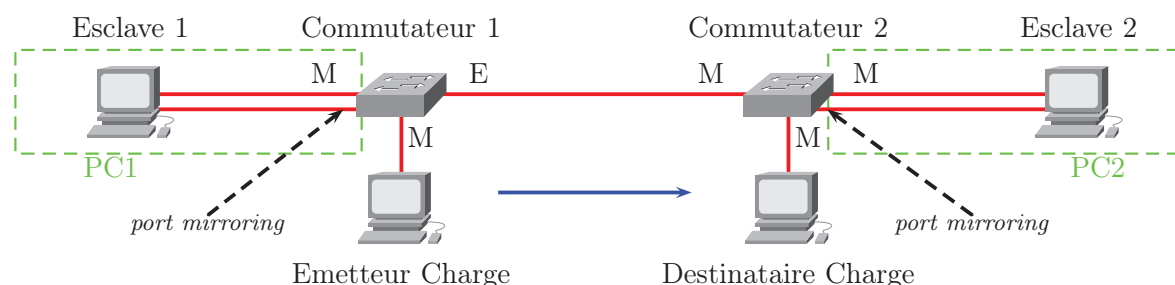 Esclave 1
Commutateur 1
Commutateur 2
Esclave 2
M
E
M
M
M
M
PC1
PC2
port mirroring
port mirroring
Emetteur Charge
Destinataire Charge